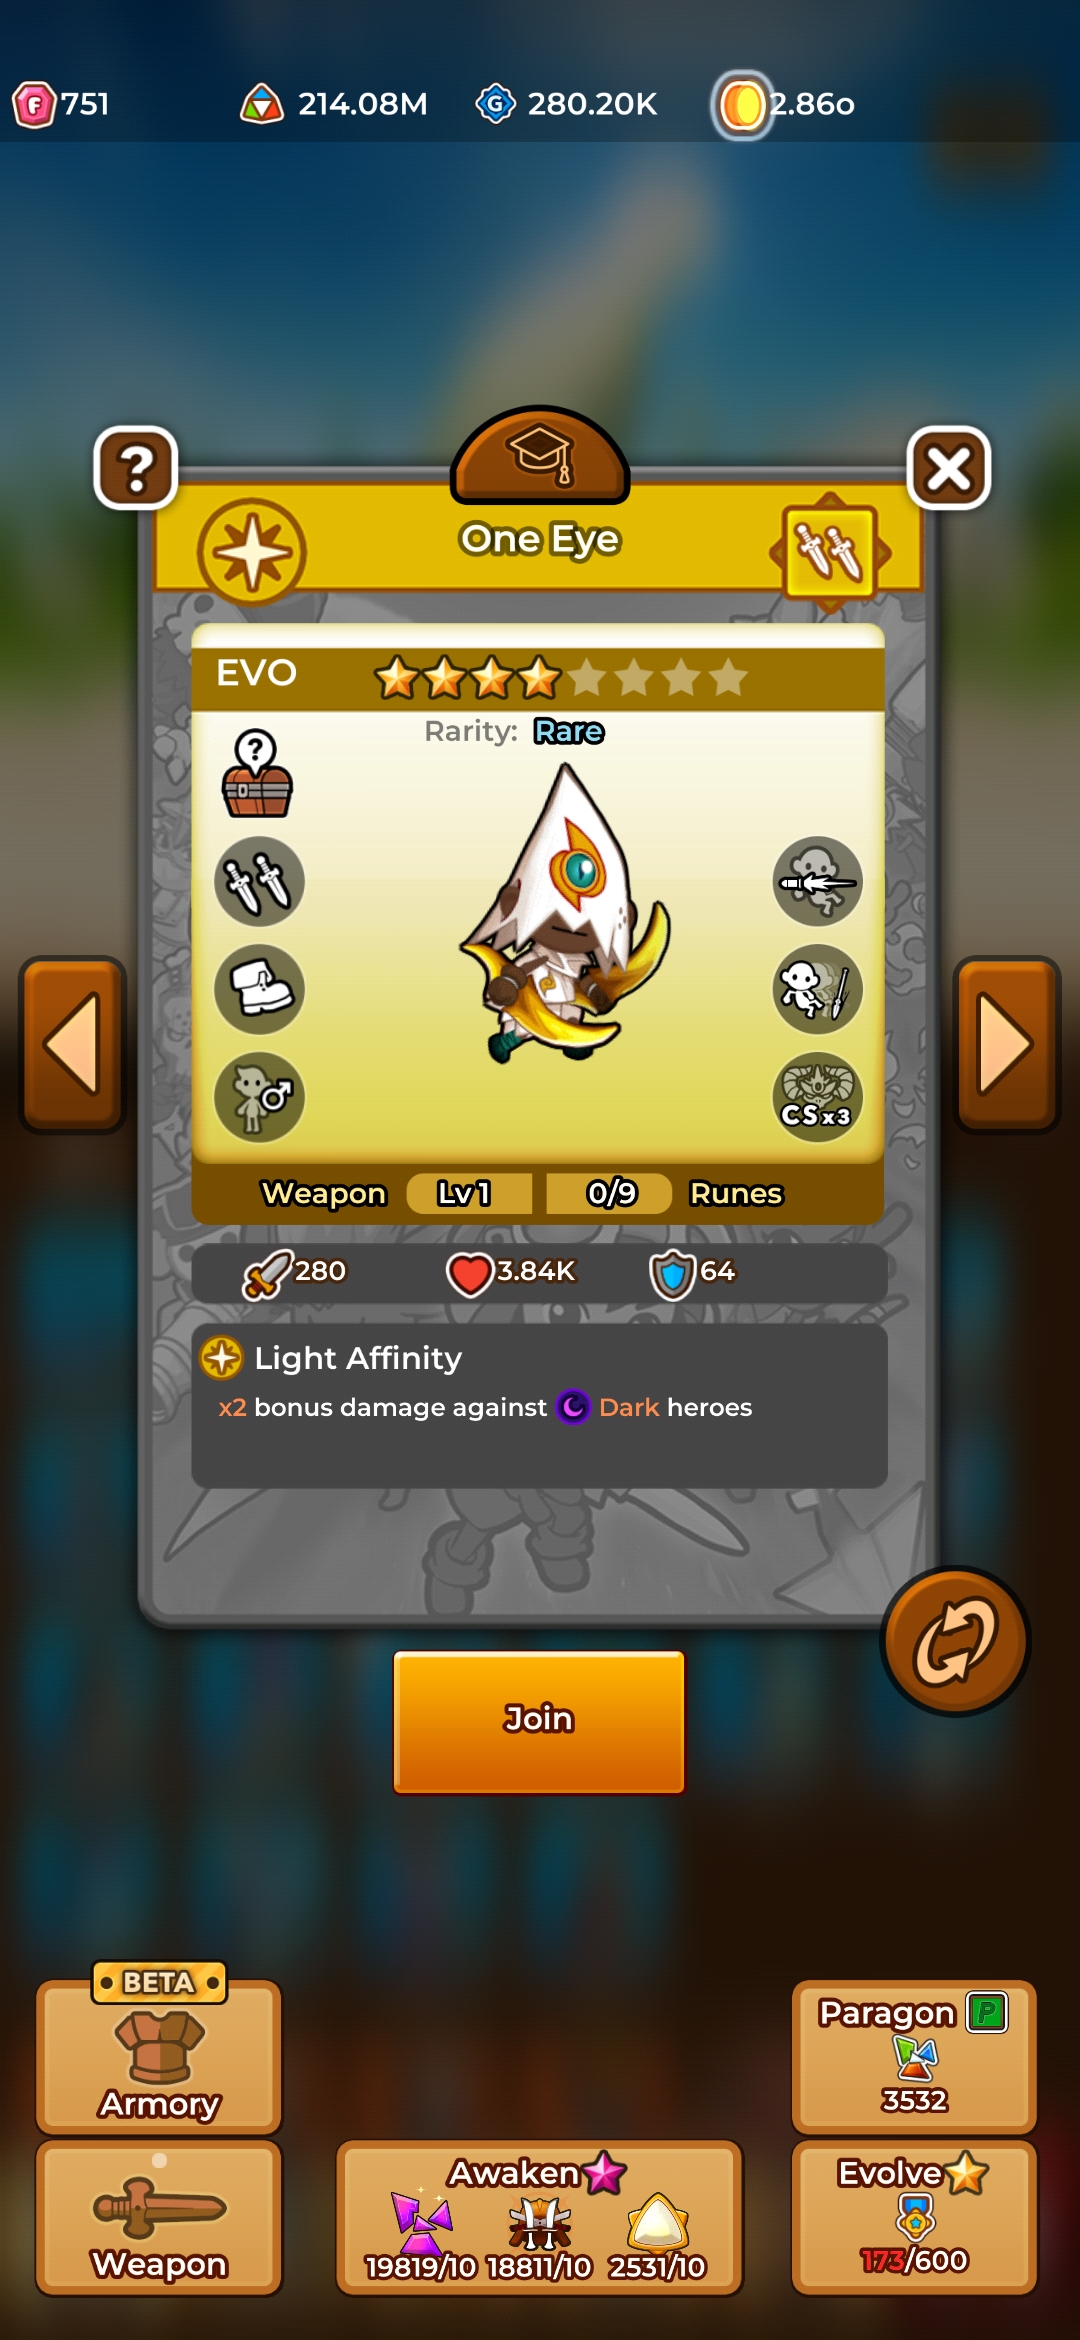 F 751 214.08M G 280.20K 2.86o
?
One Eye
EVO
Rarity: Rare
?
CSx3
Weapon Lv1 0/9 Runes
280 3.84K 64
Light Affinity
x2 bonus damage against Dark heroes
Join
BETA
Armory
Paragon P
3532
Weapon
Awaken
19819/10 18811/10 2531/10
Evolve
173/600